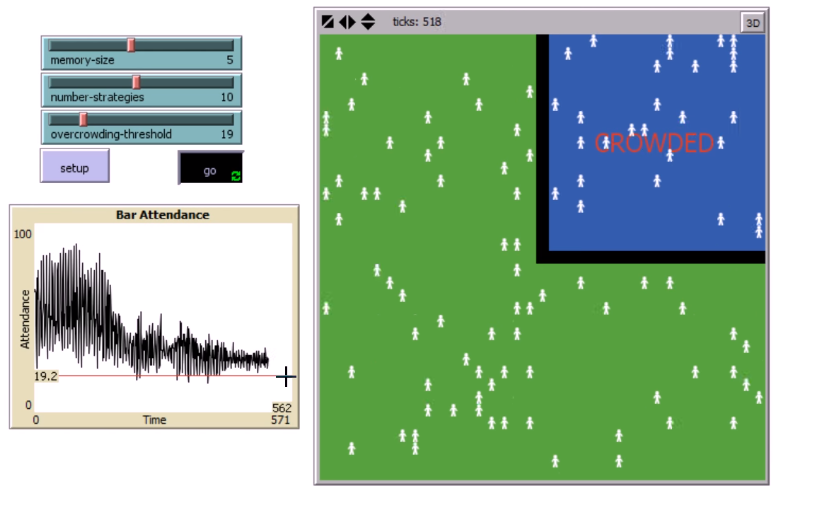 ticks: 518
3D
memory-size 5
number-strategies 10
overcrowding-threshold 19
setup
go
CROWDED
Bar Attendance
100
Attendance
19.2
0
562
0 Time 571